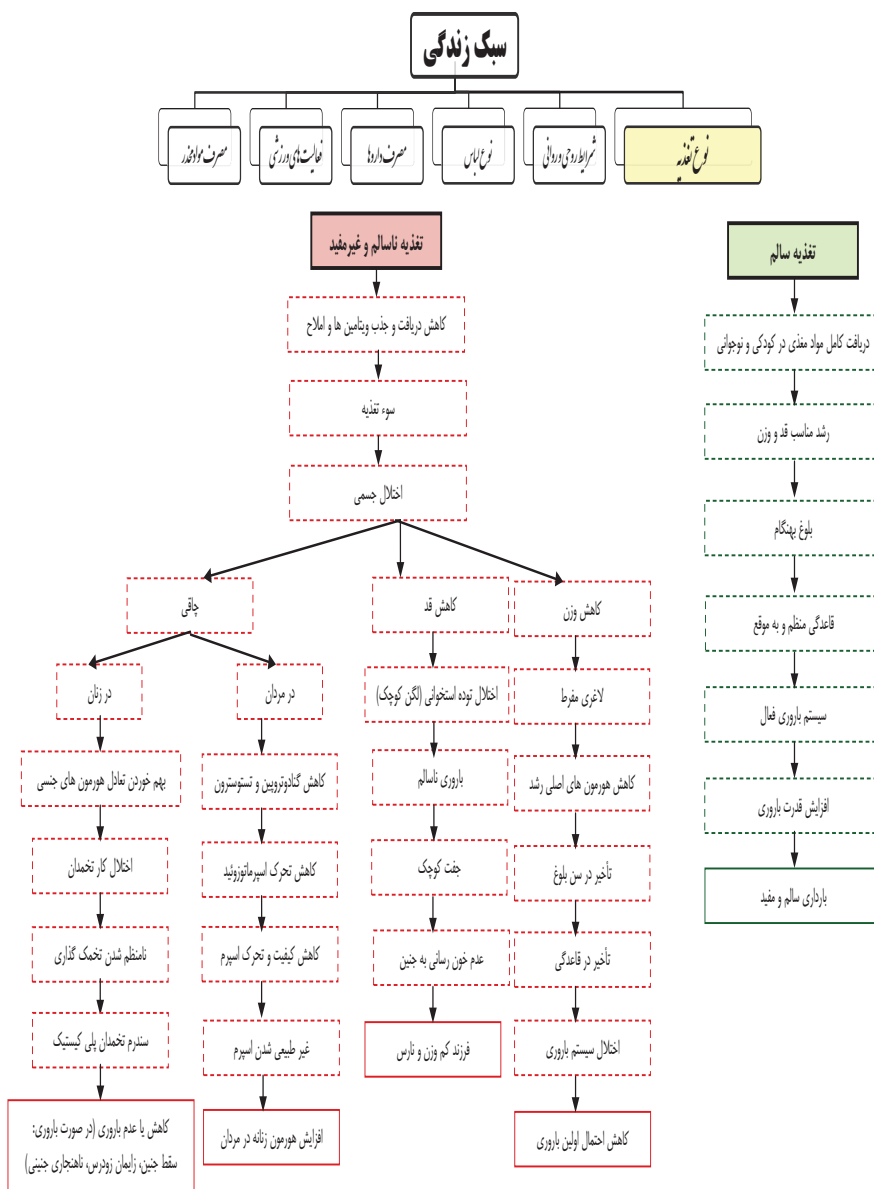 سبک زندگی
نوع تغذیه
شرایط روحی و روانی
نوع لباس
مصرف داروها
فعالیت‌های ورزشی
مصرف مواد مخدر
تغذیه سالم
دریافت کامل مواد مغذی در کودکی و نوجوانی
رشد مناسب قد و وزن
بلوغ بهنگام
قاعدگی منظم و به موقع
سیستم باروری فعال
افزایش قدرت باروری
بارداری سالم و مفید
تغذیه ناسالم و غیرمفید
کاهش دریافت و جذب ویتامین ها و املاح
سوء تغذیه
اختلال جسمی
کاهش وزن
لاغری مفرط
کاهش هورمون های اصلی رشد
تأخیر در سن بلوغ
تأخیر در قاعدگی
اختلال سیستم باروری
کاهش احتمال اولین باروری
کاهش قد
اختلال توده استخوانی (لگن کوچک)
باروری ناسالم
جفت کوچک
عدم خون رسانی به جنین
فرزند کم وزن و نارس
چاقی
در مردان
کاهش گنادوتروپین و تستوسترون
کاهش تحرک اسپرماتوزوئید
کاهش کیفیت و تحرک اسپرم
غیر طبیعی شدن اسپرم
افزایش هورمون زنانه در مردان
در زنان
بهم خوردن تعادل هورمون های جنسی
اختلال کار تخمدان
نامنظم شدن تخمک گذاری
سندرم تخمدان پلی کیستیک
کاهش یا عدم باروری (در صورت باروری:
سقط جنین، زایمان زودرس، ناهنجاری جنینی)